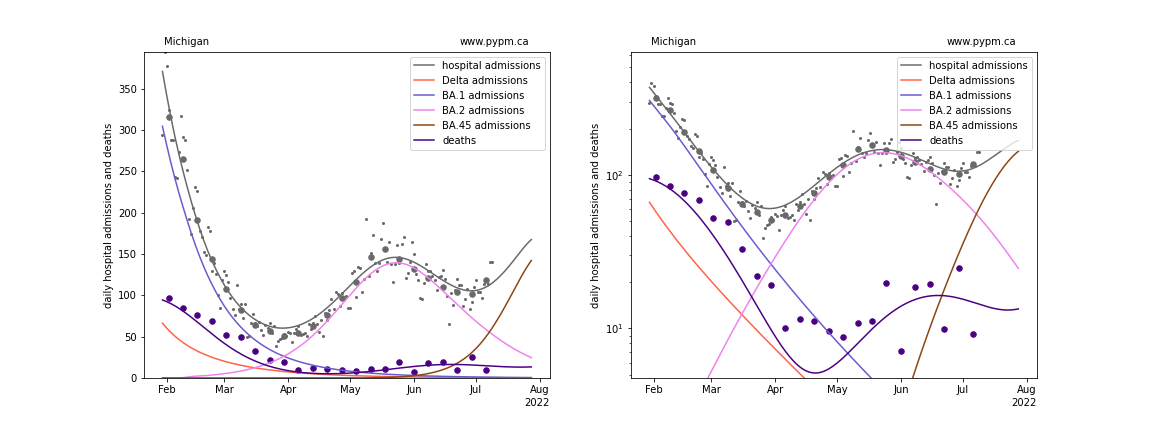 Michigan www.pypm.ca
daily hospital admissions and deaths
350
300
250
200
150
100
50
0
hospital admissions
Delta admissions
BA.1 admissions
BA.2 admissions
BA.45 admissions
deaths
Feb Mar Apr May Jun Jul Aug
2022
Michigan www.pypm.ca
daily hospital admissions and deaths
10²
10¹
hospital admissions
Delta admissions
BA.1 admissions
BA.2 admissions
BA.45 admissions
deaths
Feb Mar Apr May Jun Jul Aug
2022